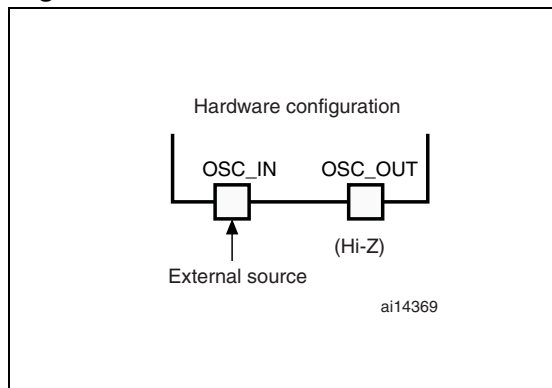 Hardware configuration
OSC_IN OSC_OUT
(Hi-Z)
External source
ai14369